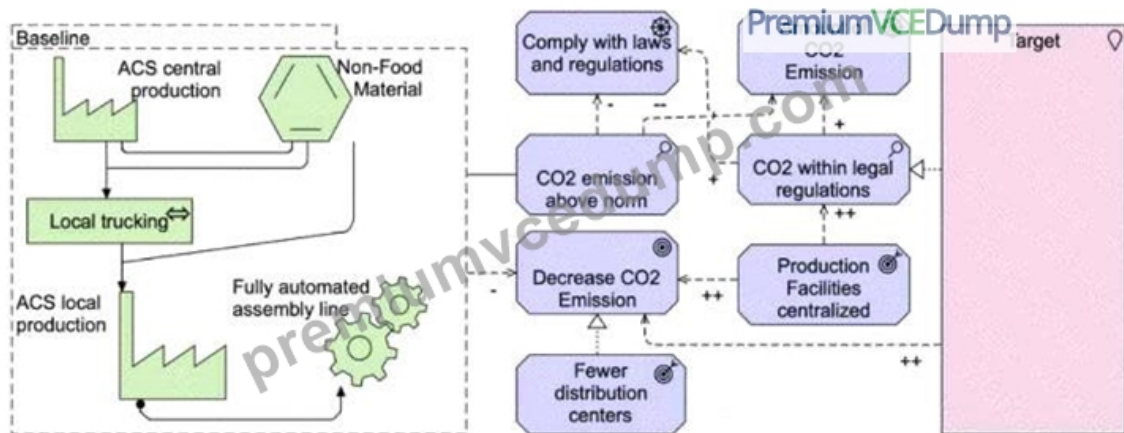 PremiumVCEDump
Baseline
ACS central
production
Non-Food
Material
Local trucking
ACS local
production
Fully automated
assembly line
Comply with laws
and regulations
CO2
Emission
Target
-
--
+
CO2 emission
above norm
+
CO2 within legal
regulations
++
-
Decrease CO2
Emission
++
Production
Facilities
centralized
++
Fewer
distribution
centers
premiumvcedump.com